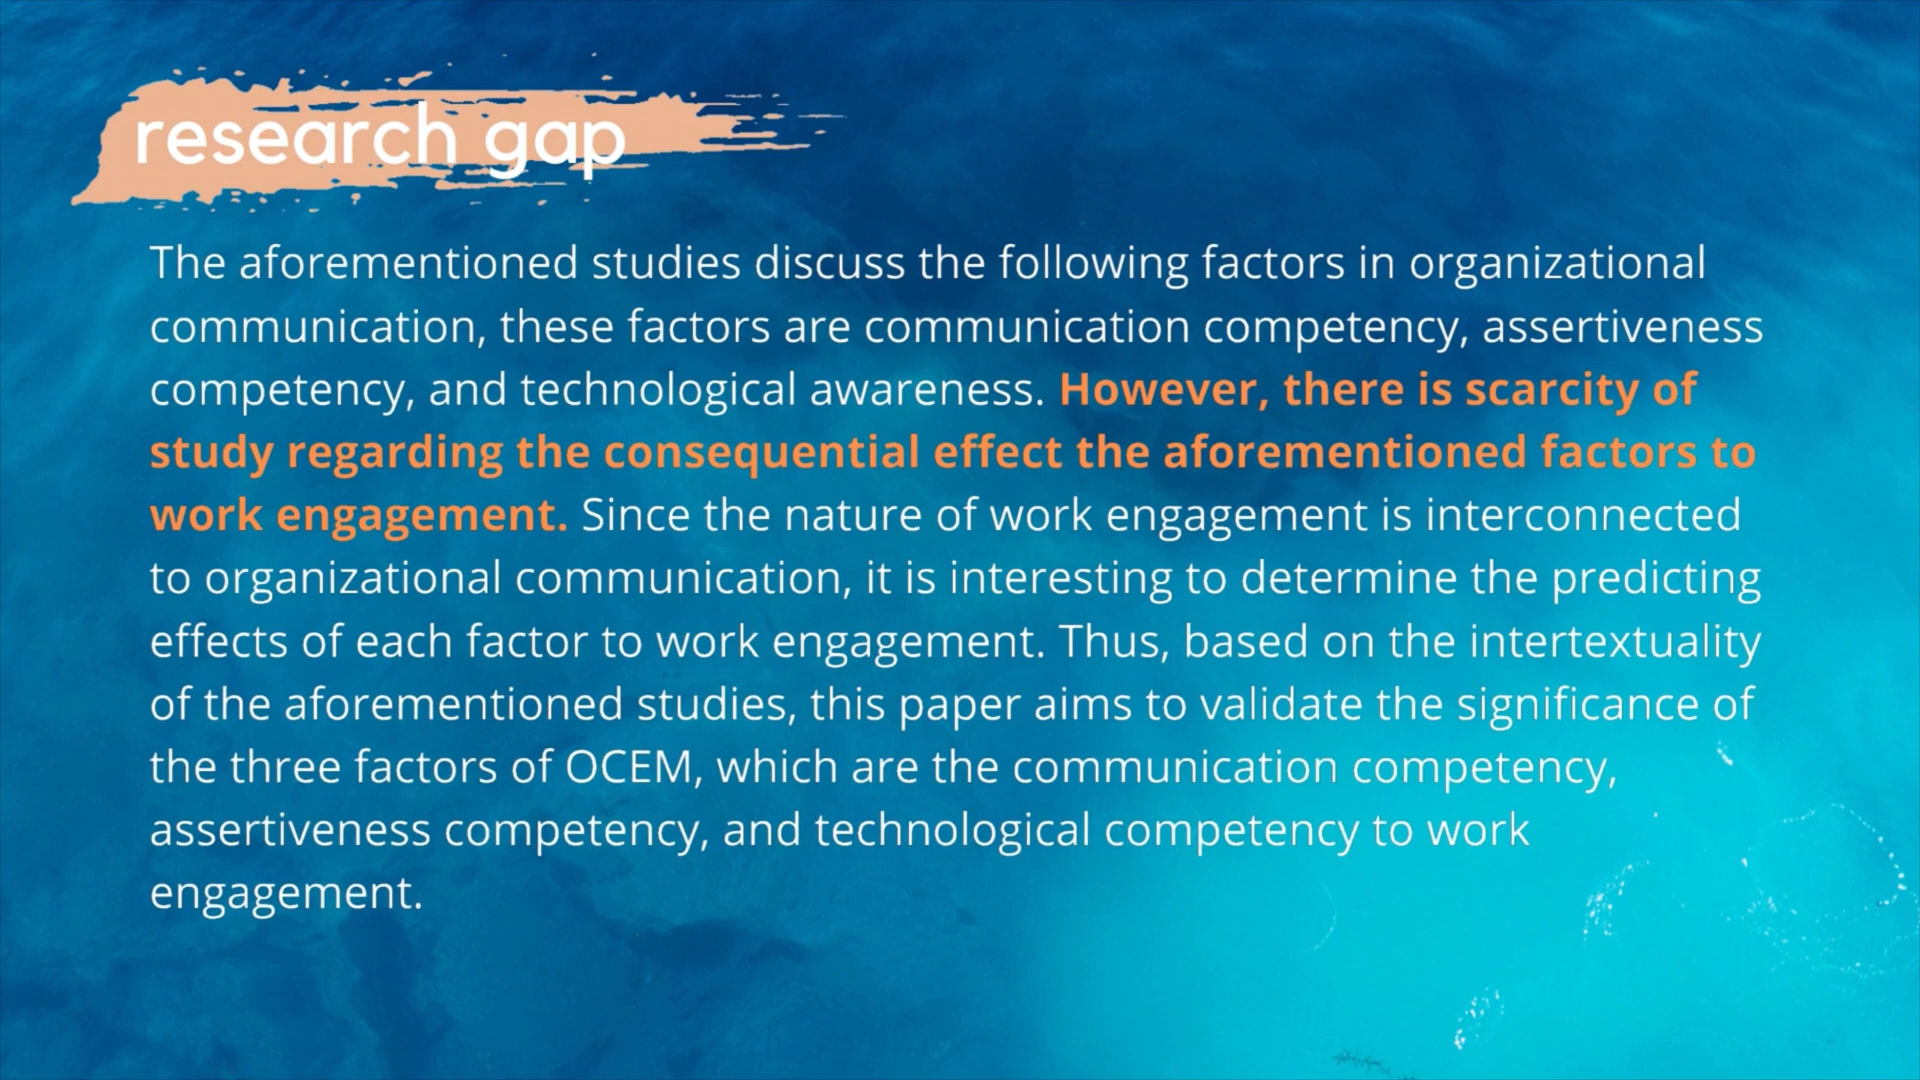 research gap
The aforementioned studies discuss the following factors in organizational
communication, these factors are communication competency, assertiveness
competency, and technological awareness. However, there is scarcity of
study regarding the consequential effect the aforementioned factors to
work engagement. Since the nature of work engagement is interconnected
to organizational communication, it is interesting to determine the predicting
effects of each factor to work engagement. Thus, based on the intertextuality
of the aforementioned studies, this paper aims to validate the significance of
the three factors of OCEM, which are the communication competency,
assertiveness competency, and technological competency to work
engagement.